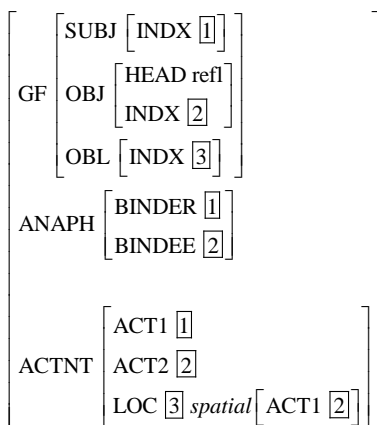 SUBJ [INDX 1]
GF OBJ [HEAD refl
INDX 2]
OBL [INDX 3]
ANAPH [BINDER 1
BINDEE 2]
ACTNT [ACT1 1
ACT2 2
LOC 3 spatial [ACT1 2]]